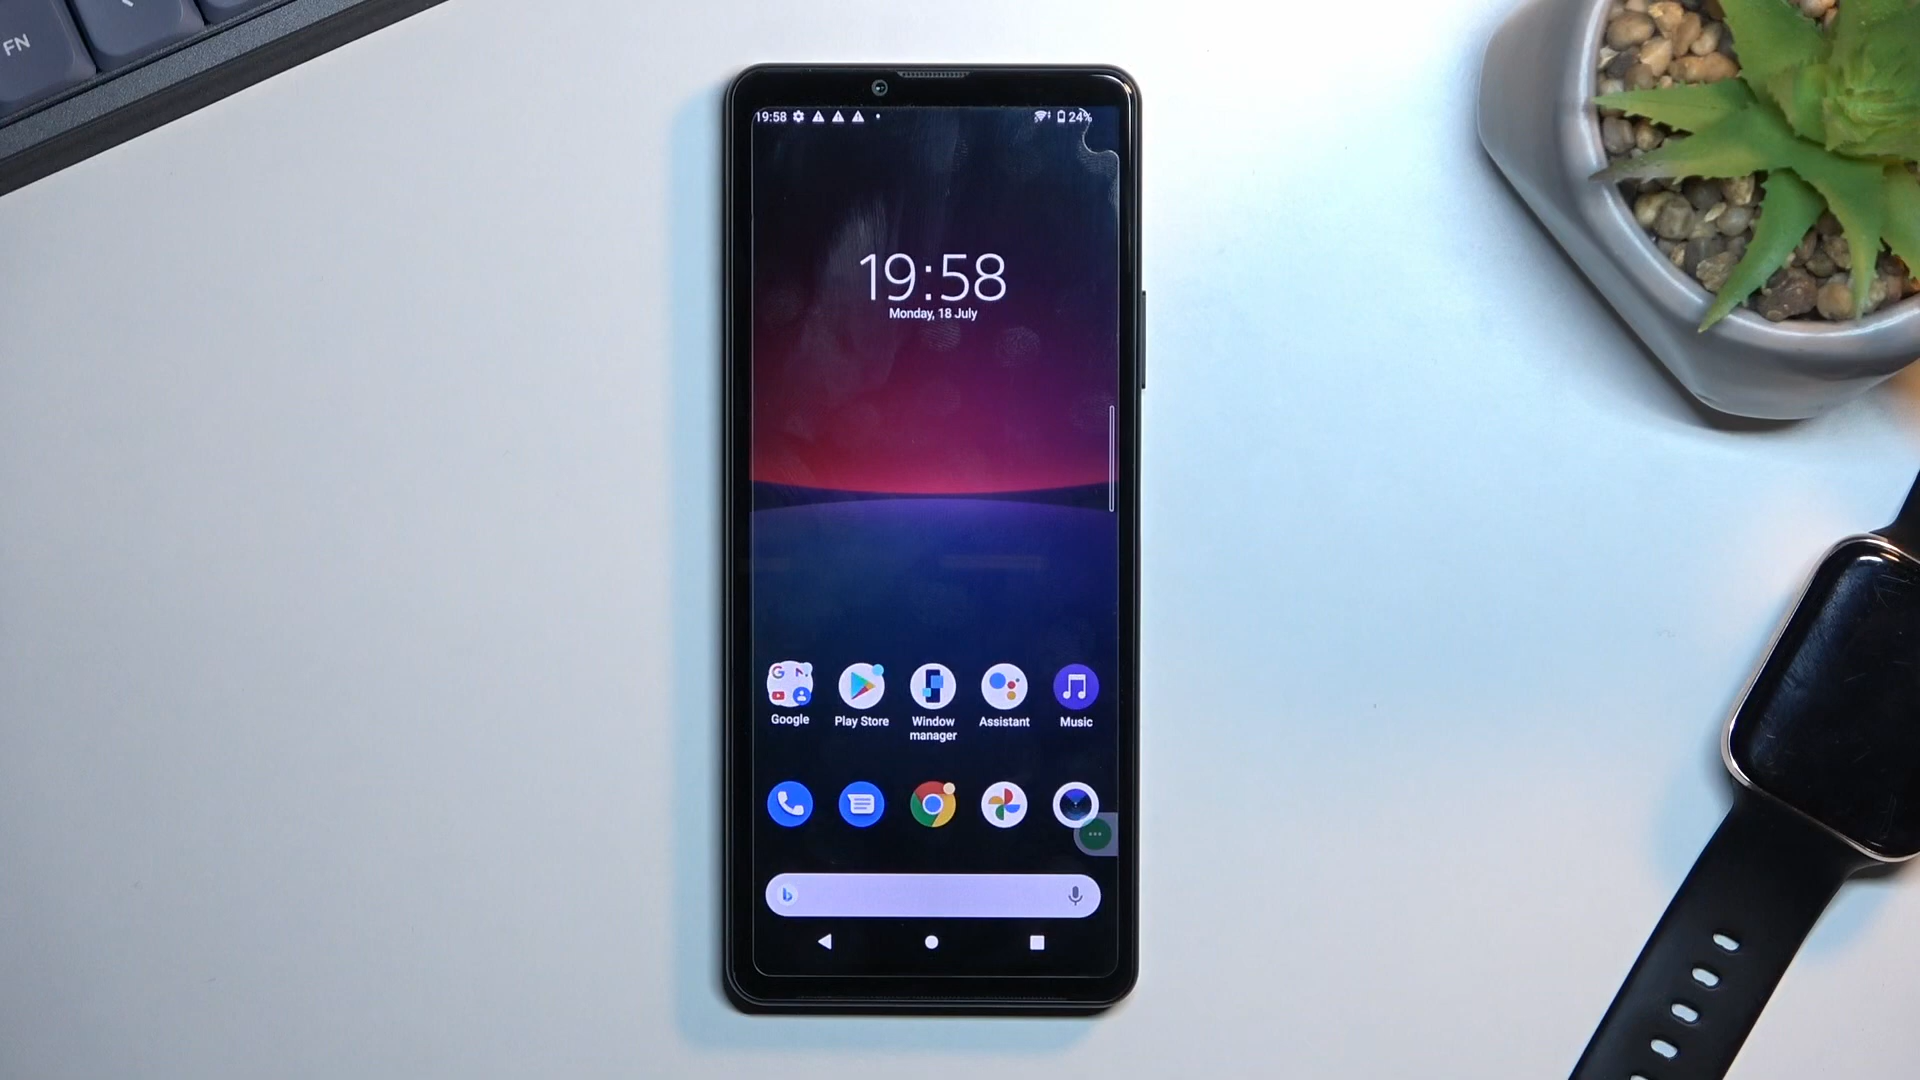 FN
19:58
24%
19:58
Monday, 18 July
Google
Play Store
Window
manager
Assistant
Music